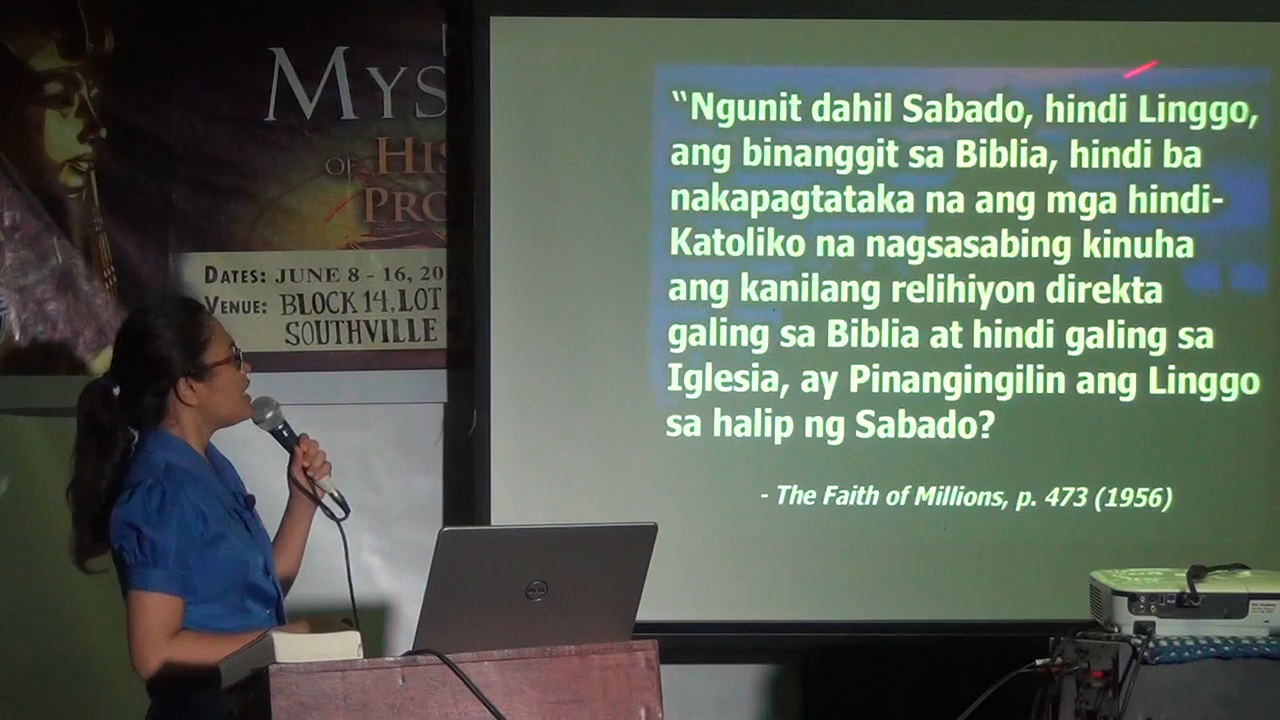 MYS
OF HIS
PRO
DATES: JUNE 8 - 16, 20
VENUE: BLOCK 14, LOT
SOUTHVILLE
“Ngunit dahil Sabado, hindi Linggo,
ang binanggit sa Biblia, hindi ba
nakapagtataka na ang mga hindi-
Katoliko na nagsasabing kinuha
ang kanilang relihiyon direkta
galing sa Biblia at hindi galing sa
Iglesia, ay Pinangingilin ang Linggo
sa halip ng Sabado?
- The Faith of Millions, p. 473 (1956)
DELL